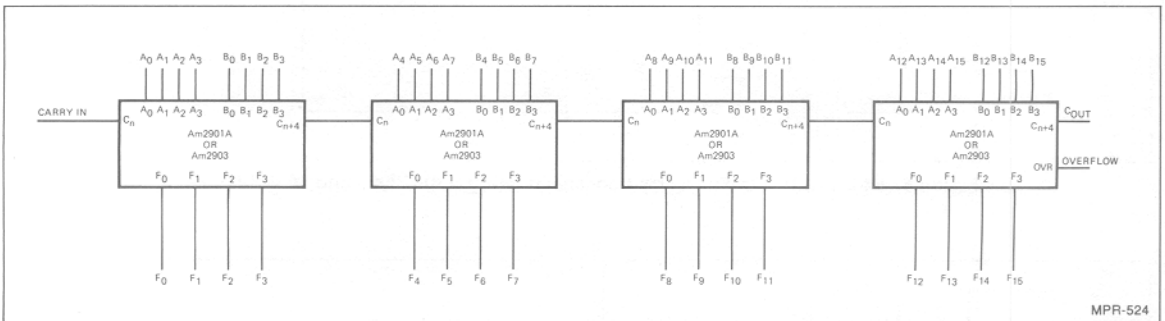 A0 A1 A2 A3 B0 B1 B2 B3 A4 A5 A6 A7 B4 B5 B6 B7 A8 A9 A10 A11 B8 B9 B10 B11 A12 A13 A14 A15 B12 B13 B14 B15
A0 A1 A2 A3 B0 B1 B2 B3 A0 A1 A2 A3 B0 B1 B2 B3 A0 A1 A2 A3 B0 B1 B2 B3 A0 A1 A2 A3 B0 B1 B2 B3
CARRY IN Cn Cn+4 Cn Cn+4 Cn Cn+4 Cn Cn+4 COUT
Am2901A Am2901A Am2901A Am2901A
OR OR OR OR
Am2903 Am2903 Am2903 Am2903
OVR OVERFLOW
F0 F1 F2 F3 F0 F1 F2 F3 F0 F1 F2 F3 F0 F1 F2 F3
F0 F1 F2 F3 F4 F5 F6 F7 F8 F9 F10 F11 F12 F13 F14 F15
MPR-524